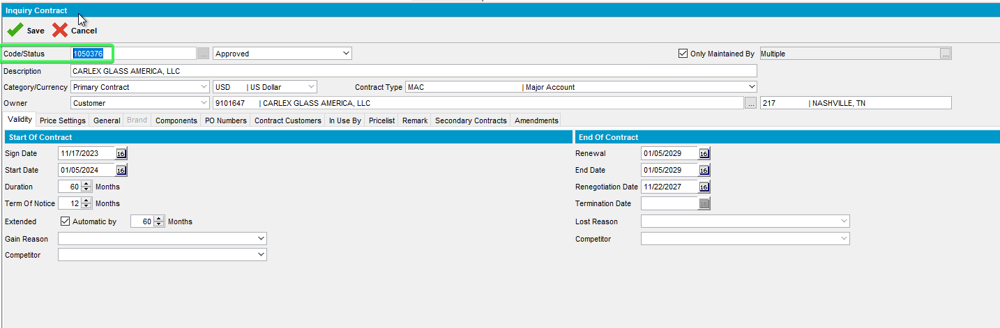 Inquiry Contract
Save Cancel
Code/Status 1050376 ... Approved Only Maintained By Multiple ...
Description CARLEX GLASS AMERICA, LLC
Category/Currency Primary Contract USD | US Dollar Contract Type MAC | Major Account
Owner Customer 9101647 | CARLEX GLASS AMERICA, LLC ... 217 | NASHVILLE, TN
Validity Price Settings General Brand Components PO Numbers Contract Customers In Use By Pricelist Remark Secondary Contracts Amendments
Start Of Contract End Of Contract
Sign Date 11/17/2023 16 Renewal 01/05/2029 16
Start Date 01/05/2024 16 End Date 01/05/2029 16
Duration 60 Months Renegotiation Date 11/22/2027 16
Term Of Notice 12 Months Termination Date 16
Extended Automatic by 60 Months Lost Reason
Gain Reason Competitor
Competitor